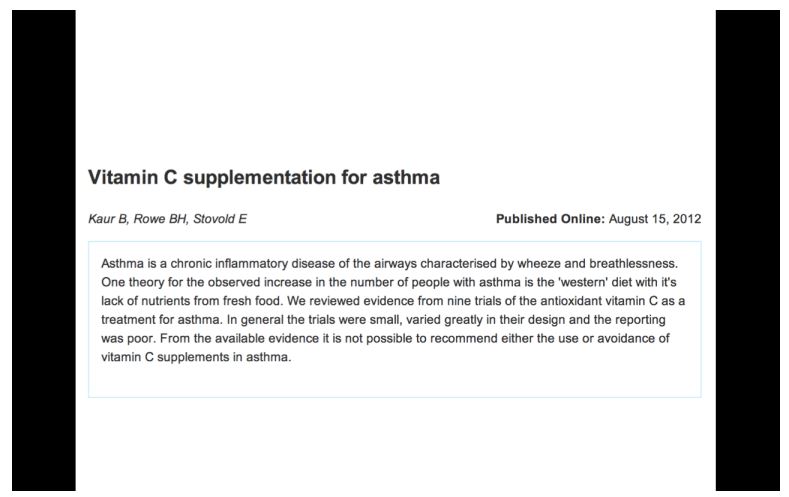 Vitamin C supplementation for asthma
Kaur B, Rowe BH, Stovold E
Published Online: August 15, 2012
Asthma is a chronic inflammatory disease of the airways characterised by wheeze and breathlessness.
One theory for the observed increase in the number of people with asthma is the 'western' diet with it's
lack of nutrients from fresh food. We reviewed evidence from nine trials of the antioxidant vitamin C as a
treatment for asthma. In general the trials were small, varied greatly in their design and the reporting
was poor. From the available evidence it is not possible to recommend either the use or avoidance of
vitamin C supplements in asthma.